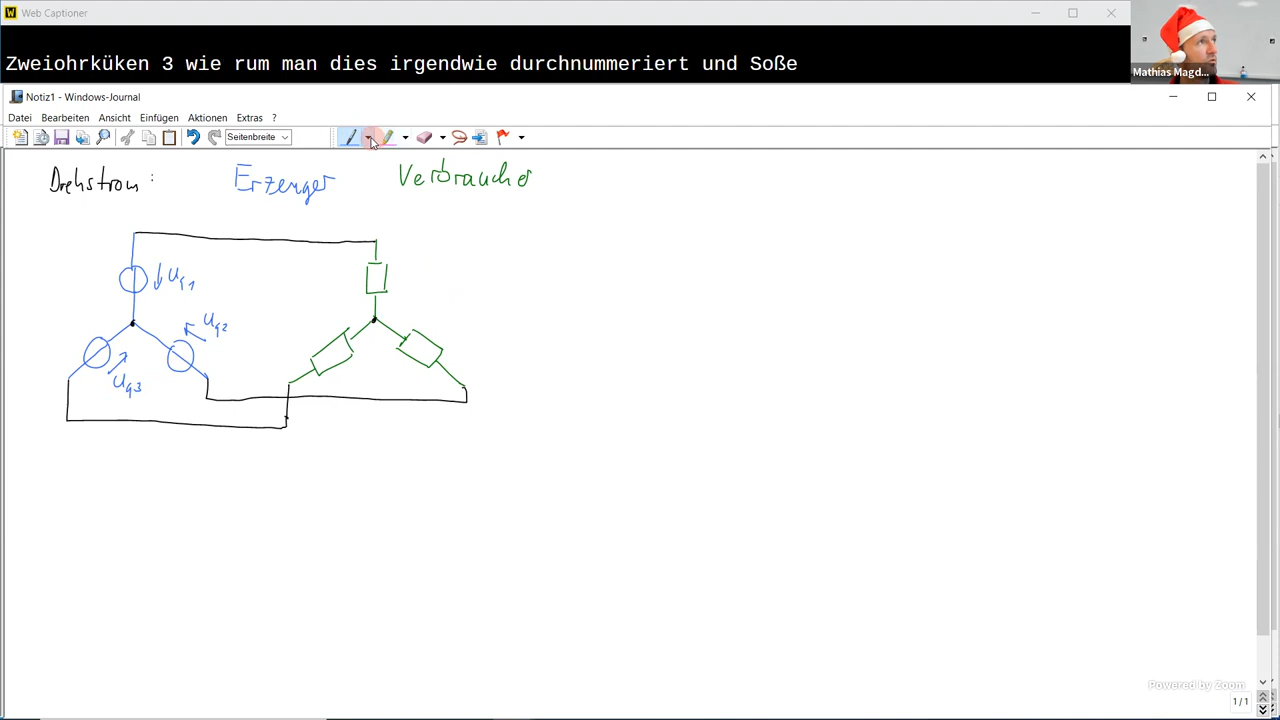 Web Captioner
Zweiohrküken 3 wie rum man dies irgendwie durchnummeriert und Soße
Mathias Magd...
Notiz1 - Windows-Journal
Datei Bearbeiten Ansicht Einfügen Aktionen Extras ?
Seitenbreite
Drehstrom: Erzeuger Verbraucher
Uq1
Uq2
Uq3
Powered by Zoom
1/1